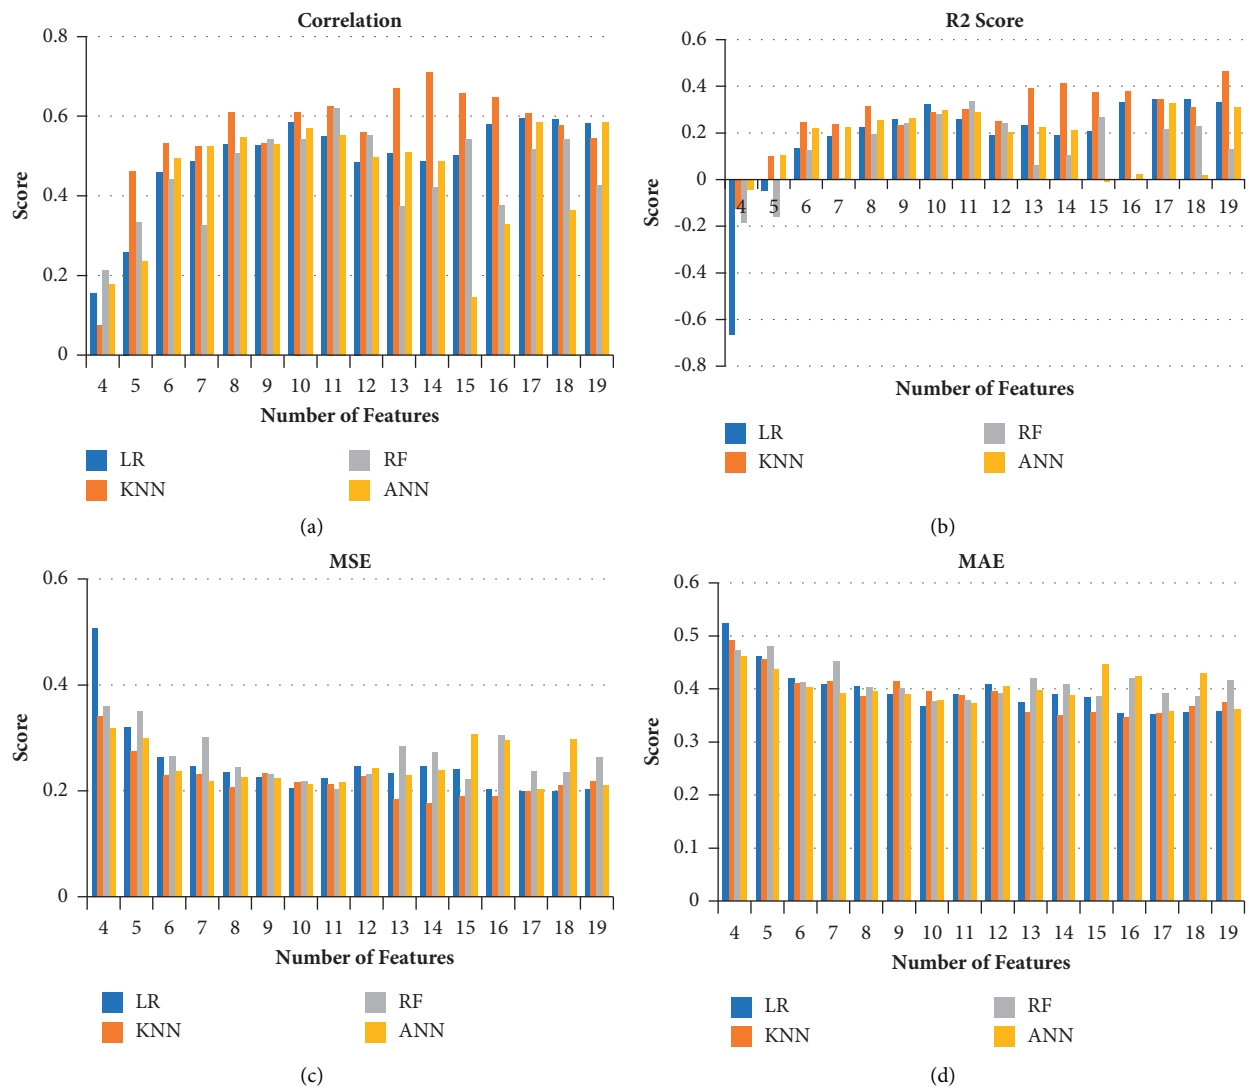 Correlation
0.8
0.6
0.4
0.2
0
Score
4 5 6 7 8 9 10 11 12 13 14 15 16 17 18 19
Number of Features
LR RF
KNN ANN
(a)
R2 Score
0.6
0.4
0.2
0
-0.2
-0.4
-0.6
-0.8
Score
4 5 6 7 8 9 10 11 12 13 14 15 16 17 18 19
Number of Features
LR RF
KNN ANN
(b)
MSE
0.6
0.4
0.2
0
Score
4 5 6 7 8 9 10 11 12 13 14 15 16 17 18 19
Number of Features
LR RF
KNN ANN
(c)
MAE
0.6
0.5
0.4
0.3
0.2
0.1
0
Score
4 5 6 7 8 9 10 11 12 13 14 15 16 17 18 19
Number of Features
LR RF
KNN ANN
(d)